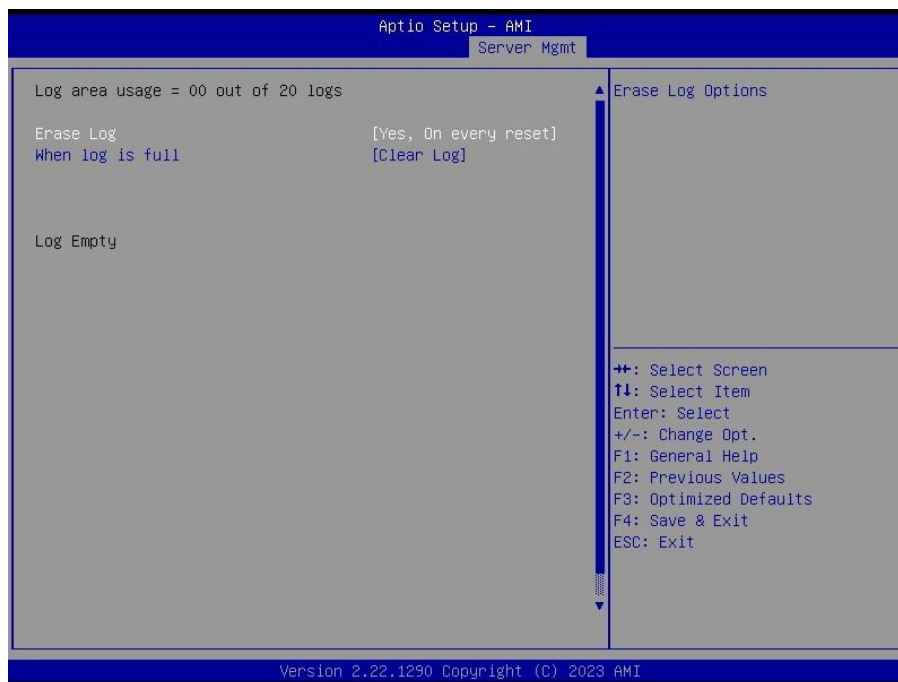 Aptio Setup – AMI
Server Mgmt
Log area usage = 00 out of 20 logs
Erase Log [Yes, On every reset]
When log is full [Clear Log]
Log Empty
Erase Log Options
→←: Select Screen
↑↓: Select Item
Enter: Select
+/-: Change Opt.
F1: General Help
F2: Previous Values
F3: Optimized Defaults
F4: Save & Exit
ESC: Exit
Version 2.22.1290 Copyright (C) 2023 AMI